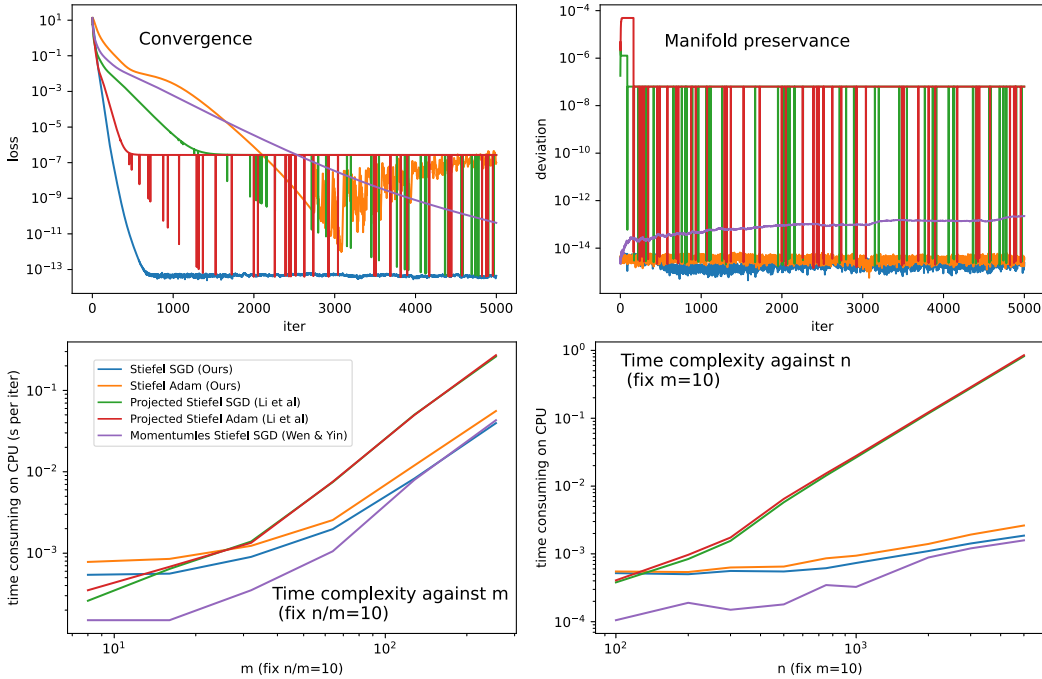 Convergence
loss
10^1
10^-1
10^-3
10^-5
10^-7
10^-9
10^-11
10^-13
0
1000
2000
3000
4000
5000
iter
Manifold preservance
deviation
10^-4
10^-6
10^-8
10^-10
10^-12
10^-14
0
1000
2000
3000
4000
5000
iter
time consuming on CPU (s per iter)
10^-1
10^-2
10^-3
Stiefel SGD (Ours)
Stiefel Adam (Ours)
Projected Stiefel SGD (Li et al)
Projected Stiefel Adam (Li et al)
Momentumles Stiefel SGD (Wen & Yin)
Time complexity against m
(fix n/m=10)
10^1
10^2
m (fix n/m=10)
Time complexity against n
(fix m=10)
time consuming on CPU
10^0
10^-1
10^-2
10^-3
10^-4
10^2
10^3
n (fix m=10)